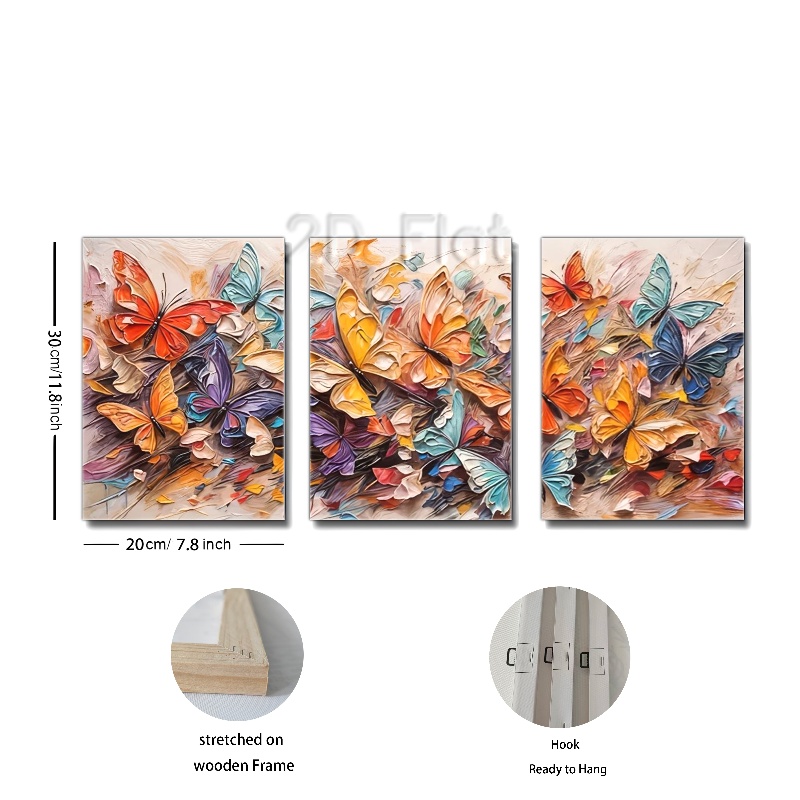 2D Flat
30cm/11.8inch
20cm/ 7.8 inch
stretched on
wooden Frame
Hook
Ready to Hang